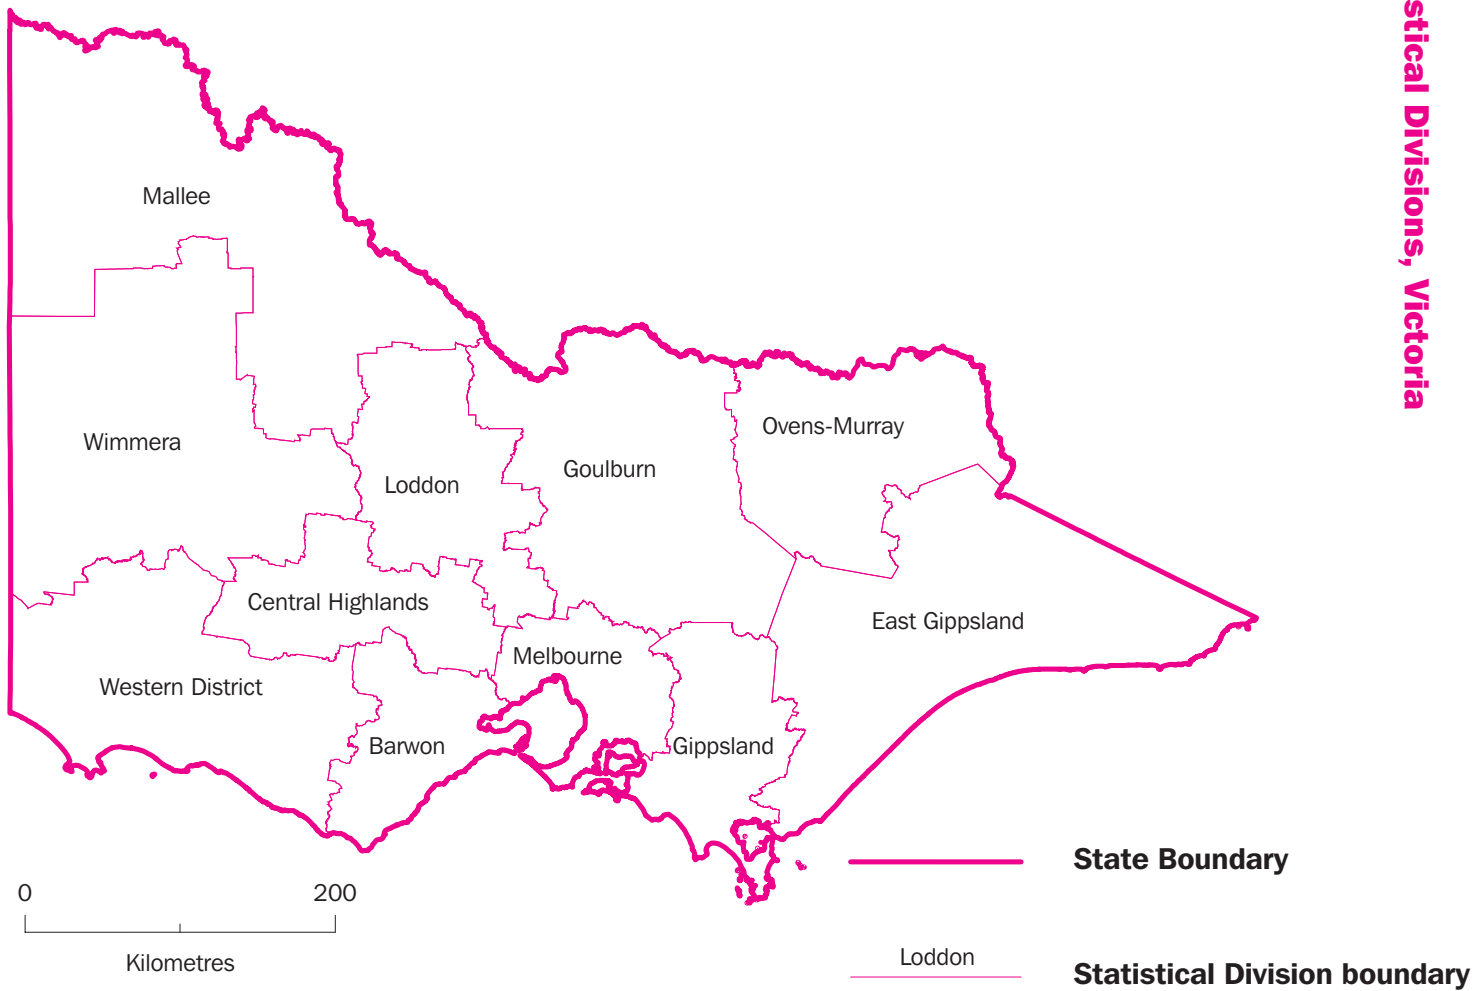 stical Divisions, Victoria
Mallee
Wimmera
Ovens-Murray
Goulburn
Loddon
Central Highlands
East Gippsland
Melbourne
Western District
Barwon
Gippsland
State Boundary
0 200
Kilometres
Loddon
Statistical Division boundary